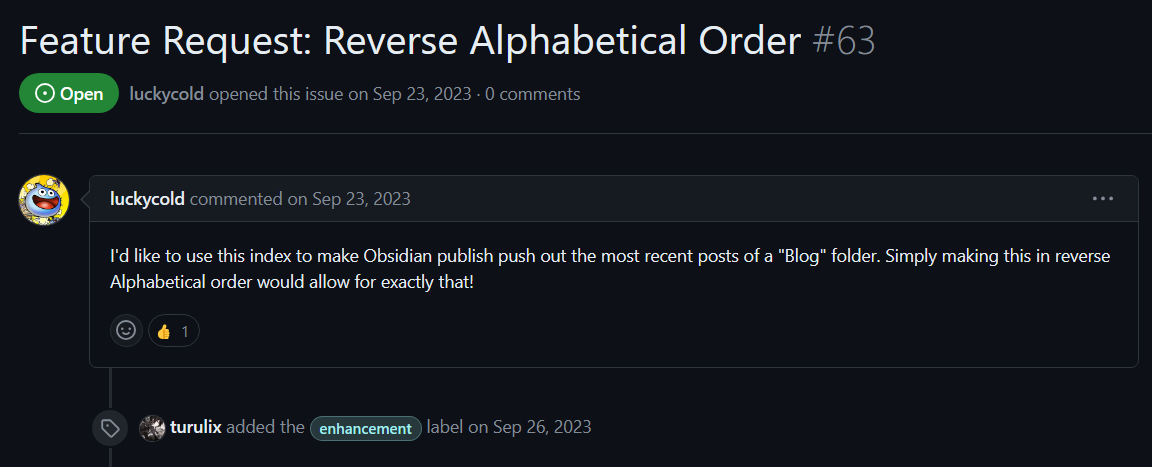 Feature Request: Reverse Alphabetical Order #63
Open luckycold opened this issue on Sep 23, 2023 · 0 comments
luckycold commented on Sep 23, 2023
I'd like to use this index to make Obsidian publish push out the most recent posts of a "Blog" folder. Simply making this in reverse
Alphabetical order would allow for exactly that!
👍 1
turulix added the enhancement label on Sep 26, 2023